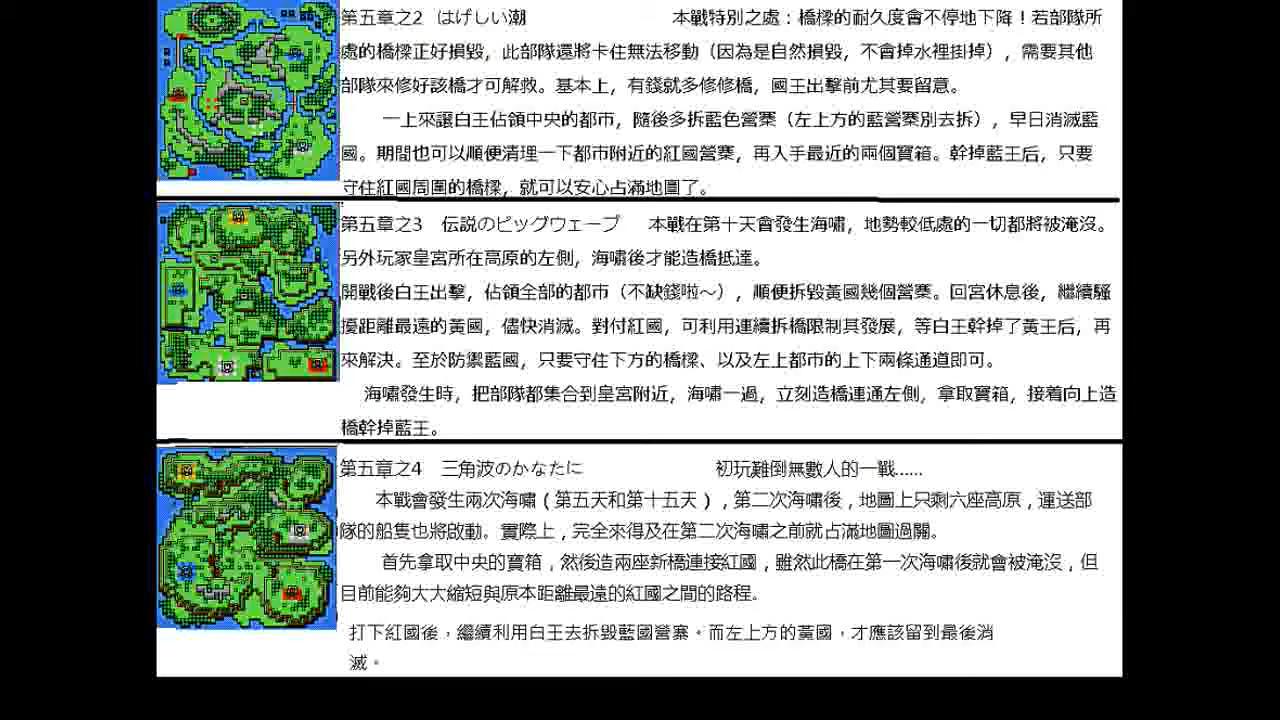 第五章之2 はげしい潮 本戰特別之處：橋樑的耐久度會不停地下降！若部隊所
處的橋樑正好損毀，此部隊還將卡住無法移動（因為是自然損毀，不會掉水裡掛掉），需要其他
部隊來修好該橋才可解救。基本上，有錢就多修修橋，國王出擊前尤其要留意。
一上來讓白王佔領中央的都市，隨後多拆藍色營寨（左上方的藍營寨別去拆），早日消滅藍
國。期間也可以順便清理一下都市附近的紅國營寨，再入手最近的兩個寶箱。幹掉藍王后，只要
守住紅國周圍的橋樑，就可以安心占滿地圖了。
第五章之3 伝説のビッグウェーブ 本戰在第十天會發生海嘯，地勢較低處的一切都將被淹沒。
另外玩家皇宮所在高原的左側，海嘯後才能造橋抵達。
開戰後白王出擊，佔領全部的都市（不缺錢啦～），順便拆毀黃國幾個營寨。回宮休息後，繼續騷
擾距離最遠的黃國，儘快消滅。對付紅國，可利用連續拆橋限制其發展，等白王幹掉了黃王后，再
來解決。至於防禦藍國，只要守住下方的橋樑、以及左上都市的上下兩條通道即可。
海嘯發生時，把部隊都集合到皇宮附近，海嘯一過，立刻造橋連通左側，拿取寶箱，接着向上造
橋幹掉藍王。
第五章之4 三角波のかなたに 初玩難倒無數人的一戰......
本戰會發生兩次海嘯（第五天和第十五天），第二次海嘯後，地圖上只剩六座高原，運送部
隊的船隻也將啟動。實際上，完全來得及在第二次海嘯之前就占滿地圖過關。
首先拿取中央的寶箱，然後造兩座新橋連接紅國，雖然此橋在第一次海嘯後就會被淹沒，但
目前能夠大大縮短與原本距離最遠的紅國之間的路程。
打下紅國後，繼續利用白王去拆毀藍國營寨。而左上方的黃國，才應該留到最後消
滅。